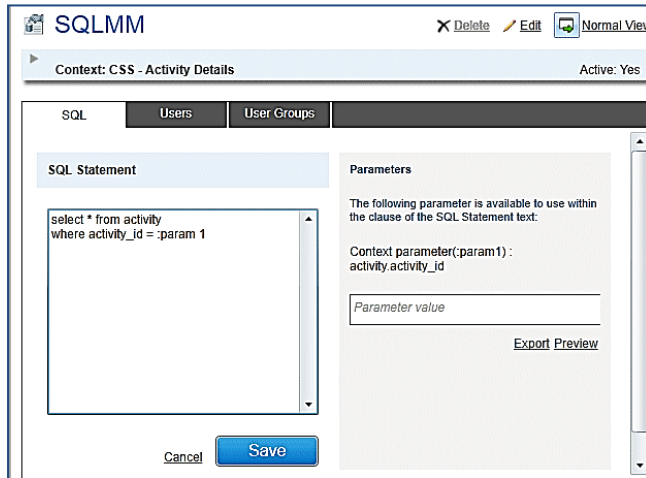 SQLMM
Delete Edit Normal View
Context: CSS - Activity Details Active: Yes
SQL Users User Groups
SQL Statement
select * from activity
where activity_id = :param 1
Cancel Save
Parameters
The following parameter is available to use within
the clause of the SQL Statement text:
Context parameter(:param1) :
activity.activity_id
Parameter value
Export Preview